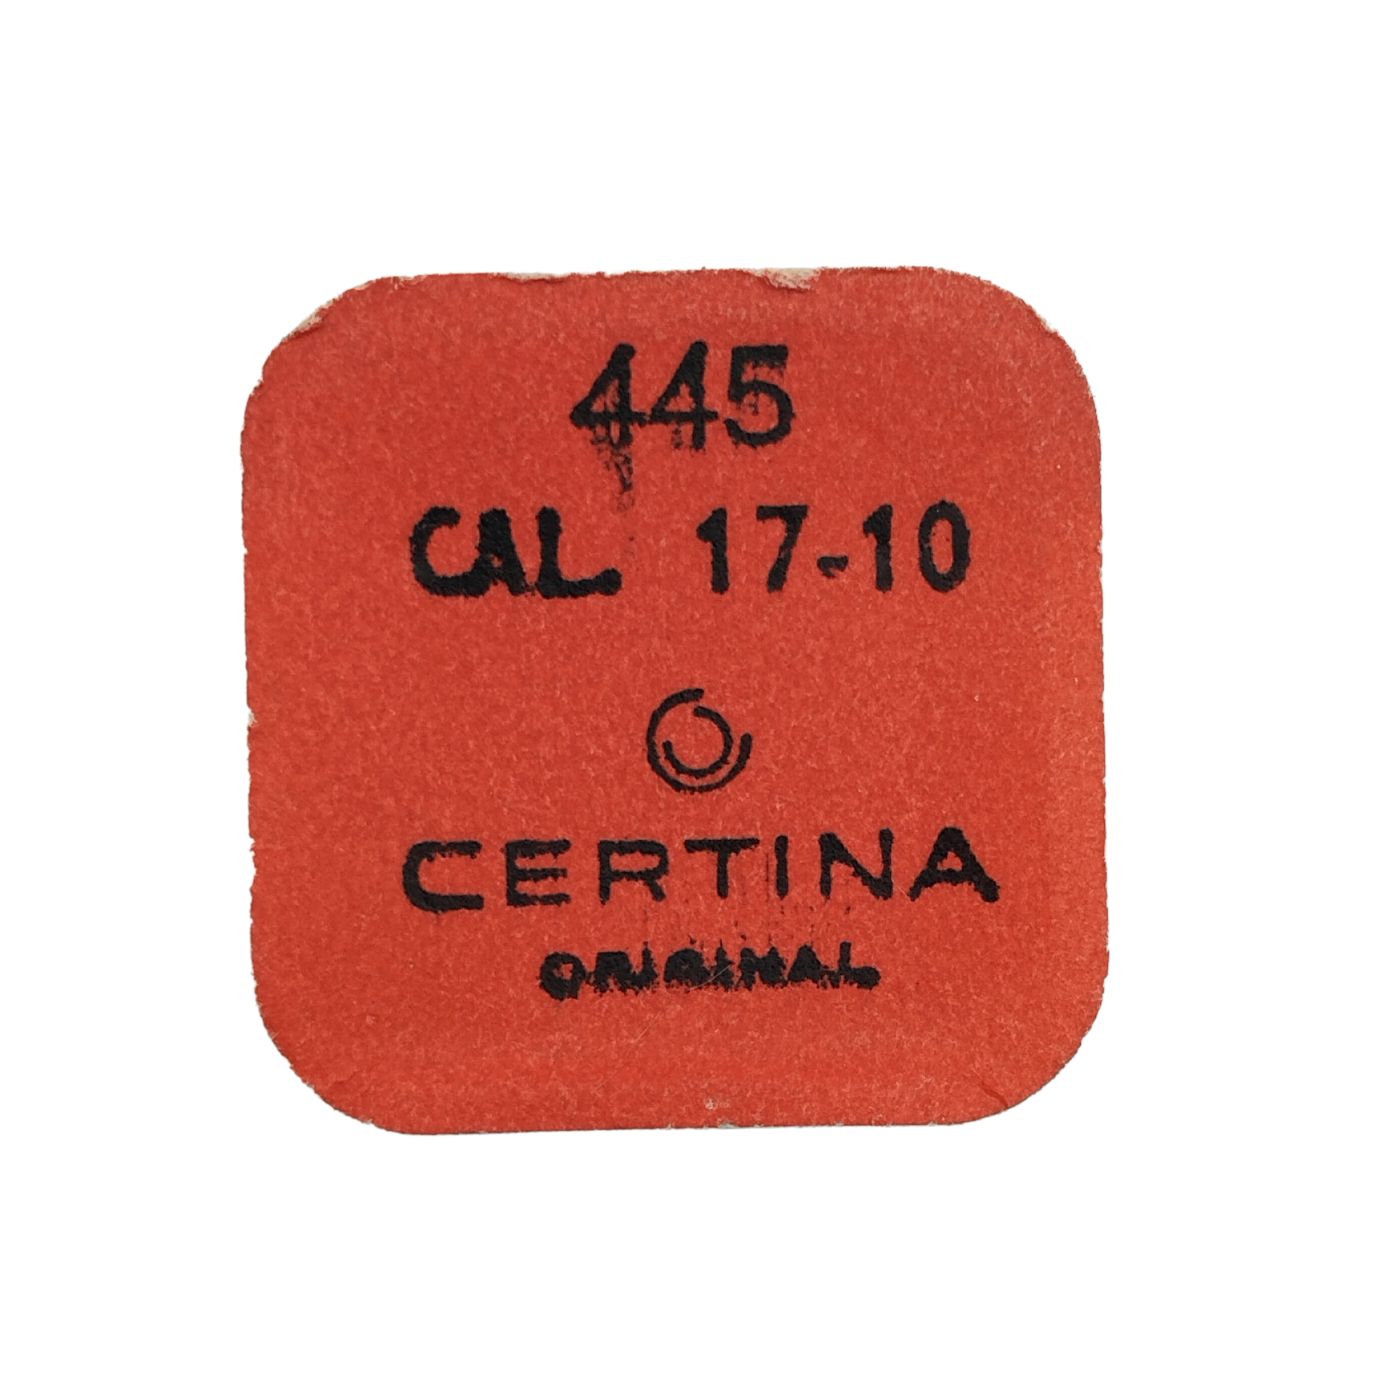 445
CAL. 17-10
CERTINA
ORIGINAL